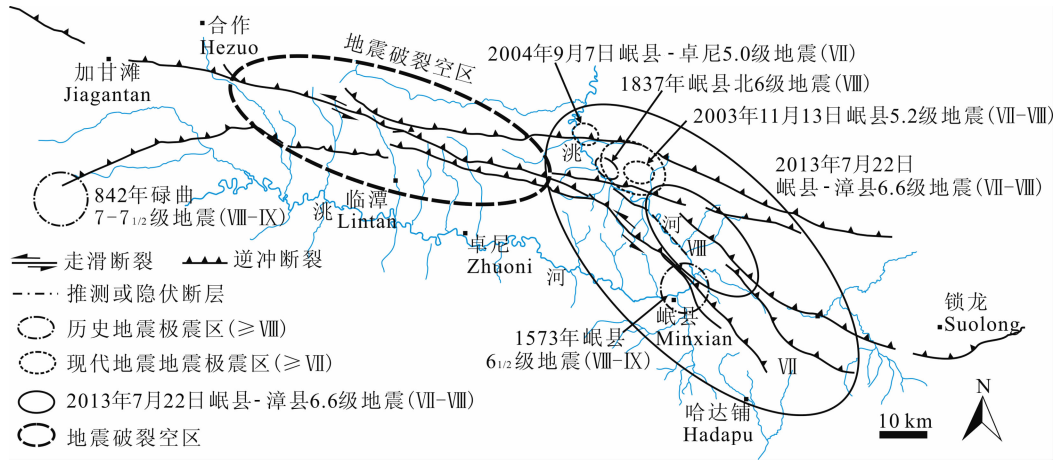 合作
Hezuo
加甘滩
Jiagantan
地震破裂空区
2004年9月7日岷县-卓尼5.0级地震(Ⅶ)
1837年岷县北6级地震(Ⅷ)
2003年11月13日岷县5.2级地震(Ⅶ-Ⅷ)
2013年7月22日
岷县-漳县6.6级地震(Ⅶ-Ⅷ)
洮
842年碌曲
7-7 1/2级地震(Ⅷ-Ⅸ)
洮
临潭
Lintan
河
Ⅷ
卓尼
Zhuoni
河
走滑断裂
逆冲断裂
推测或隐伏断层
历史地震极震区(≥Ⅷ)
现代地震地震极震区(≥Ⅶ)
2013年7月22日岷县-漳县6.6级地震(Ⅶ-Ⅷ)
地震破裂空区
岷县
Minxian
1573年岷县
6 1/2级地震(Ⅷ-Ⅸ)
Ⅶ
锁龙
Suolong
哈达铺
Hadapu
10 km
N